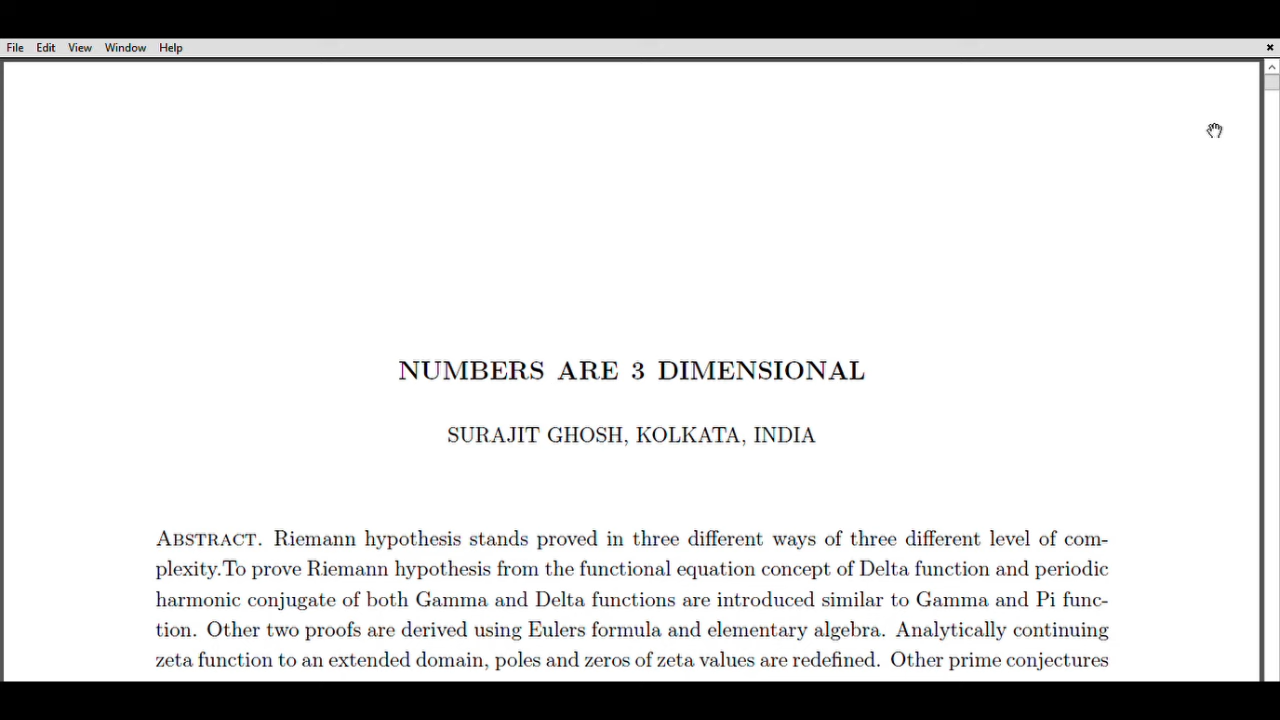 File Edit View Window Help
NUMBERS ARE 3 DIMENSIONAL
SURAJIT GHOSH, KOLKATA, INDIA
ABSTRACT. Riemann hypothesis stands proved in three different ways of three different level of com-
plexity.To prove Riemann hypothesis from the functional equation concept of Delta function and periodic
harmonic conjugate of both Gamma and Delta functions are introduced similar to Gamma and Pi func-
tion. Other two proofs are derived using Eulers formula and elementary algebra. Analytically continuing
zeta function to an extended domain, poles and zeros of zeta values are redefined. Other prime conjectures